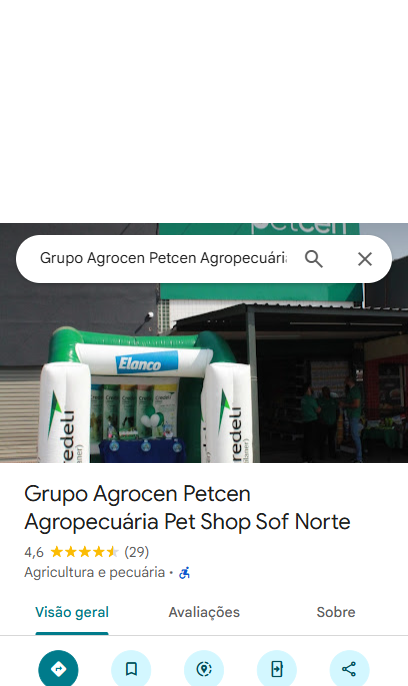 petcen
Grupo Agrocen Petcen Agropecuári
Elanco
redeli
redeli
Grupo Agrocen Petcen
Agropecuária Pet Shop Sof Norte
4,6 (29)
Agricultura e pecuária •
Visão geral Avaliações Sobre